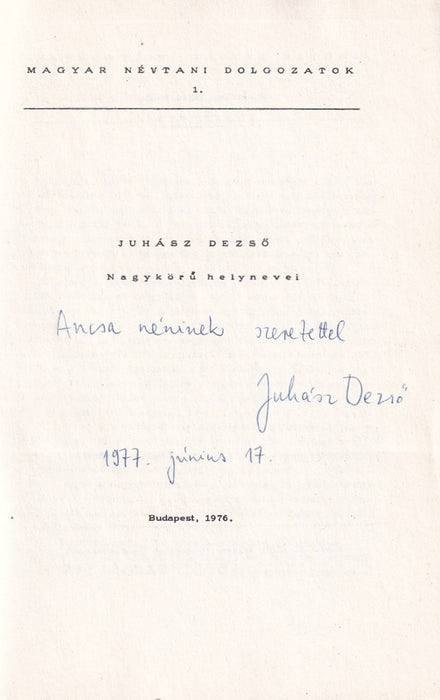 MAGYAR NÉVTANI DOLGOZATOK
1.
JUHÁSZ DEZSŐ
Nagykörű helynevei
Ancsa néninek szeretettel
Juhász Dezső
1977. június 17.
Budapest, 1976.